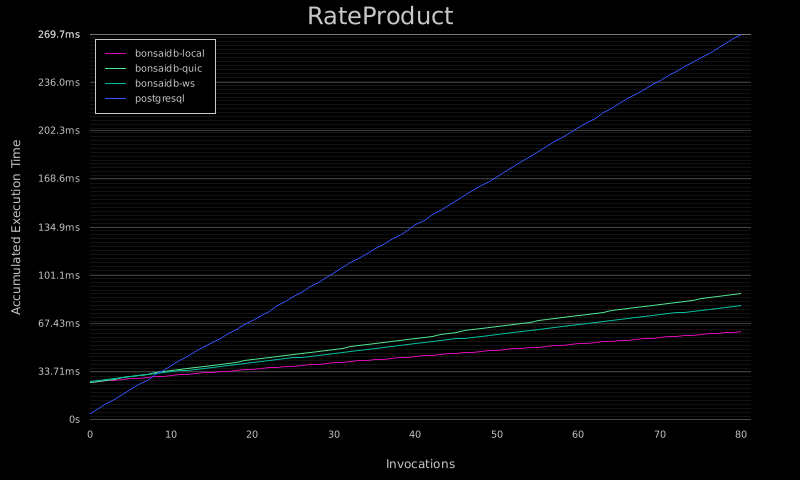 RateProduct
269.7ms
236.0ms
202.3ms
168.6ms
134.9ms
101.1ms
67.43ms
33.71ms
0s
bonsaidb-local
bonsaidb-quic
bonsaidb-ws
postgresql
Accumulated Execution Time
0 10 20 30 40 50 60 70 80
Invocations